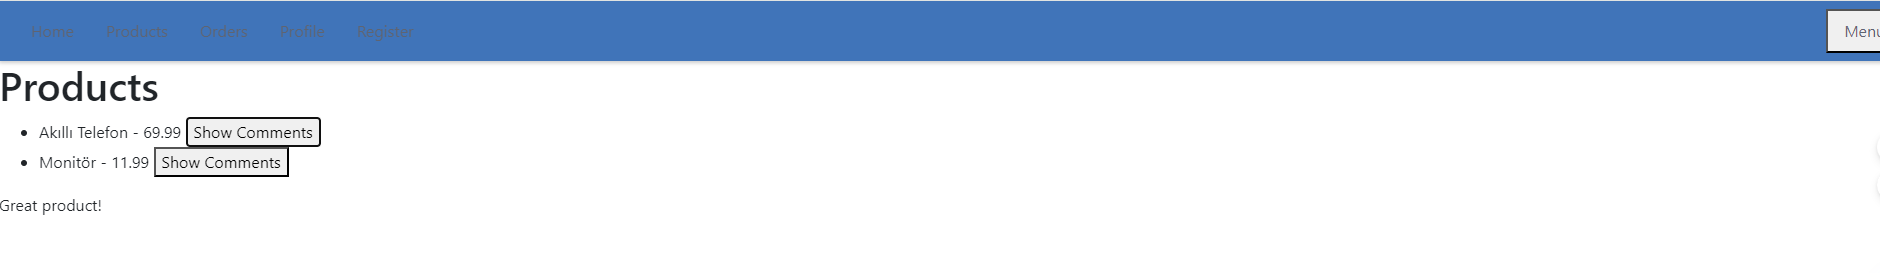 Home Products Orders Profile Register Menu
Products
Akıllı Telefon - 69.99 Show Comments
Monitör - 11.99 Show Comments
Great product!